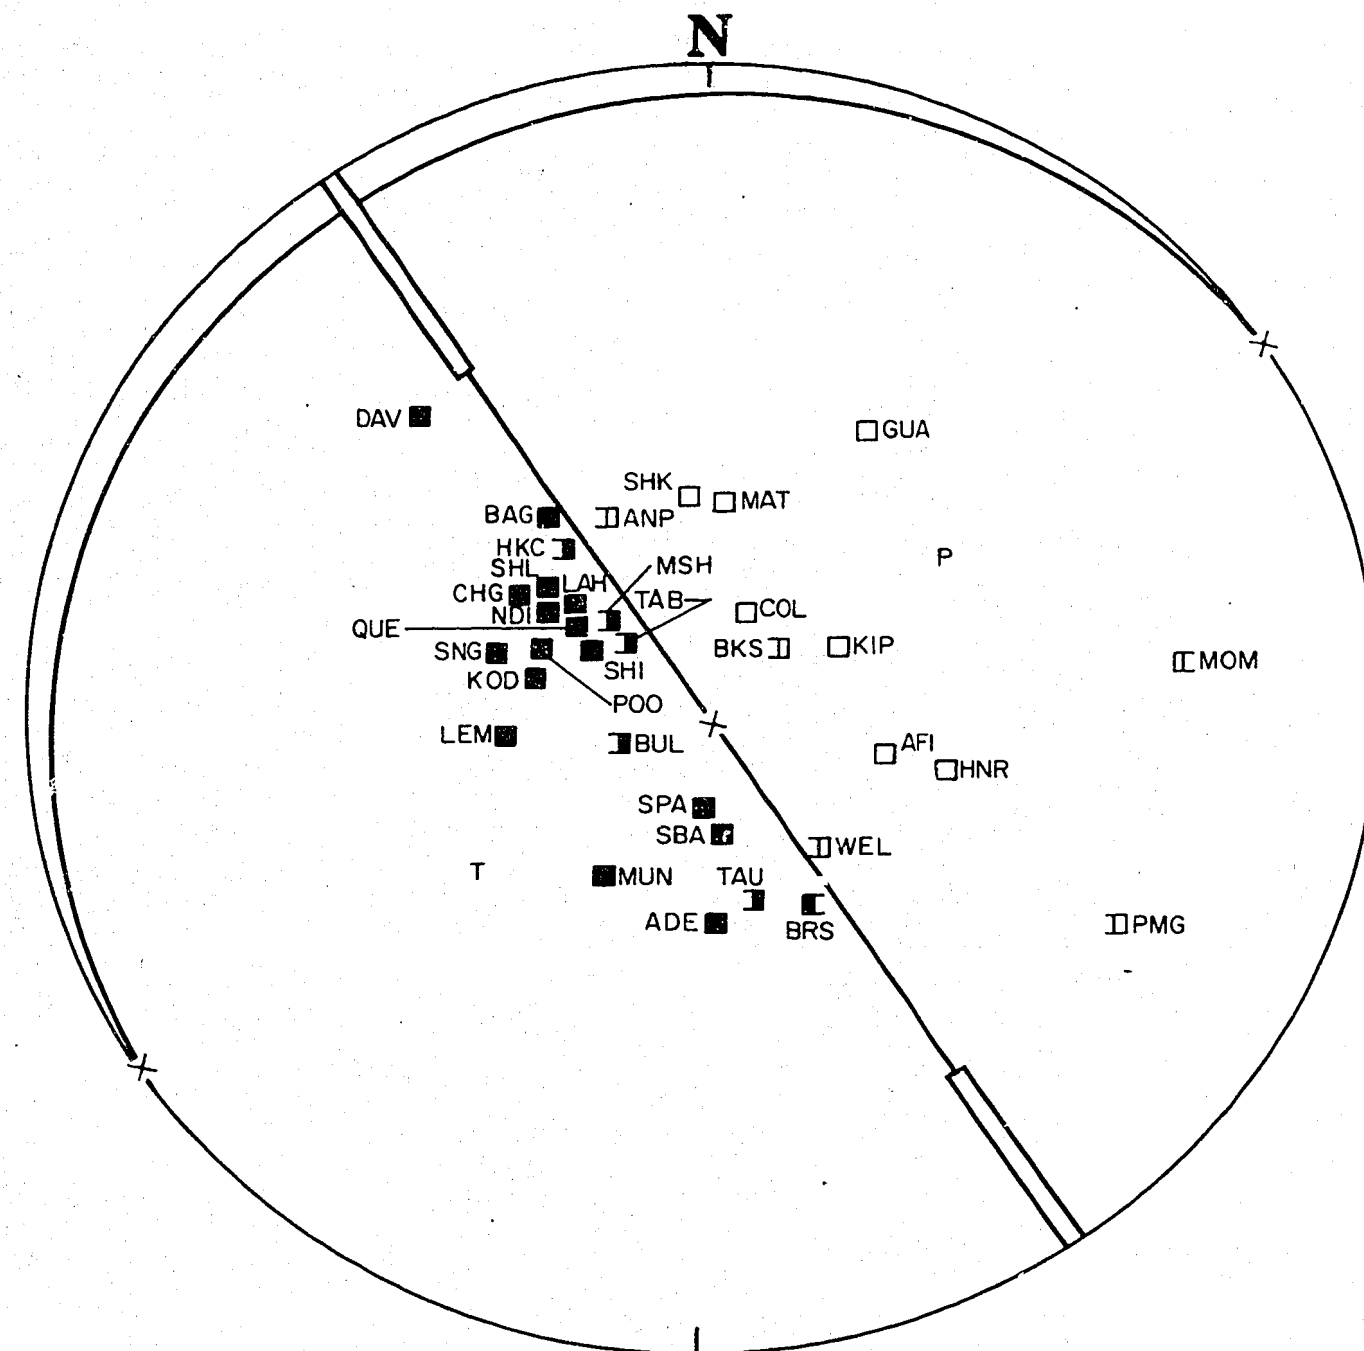 N
DAV
GUA
SHK
MAT
BAG
ANP
HKC
P
SHL
LAH
MSH
CHG
TAB
NDI
COL
QUE
BKS
KIP
SNG
SHI
MOM
KOD
POO
LEM
BUL
AFI
HNR
SPA
SBA
WEL
T
MUN
TAU
ADE
BRS
PMG